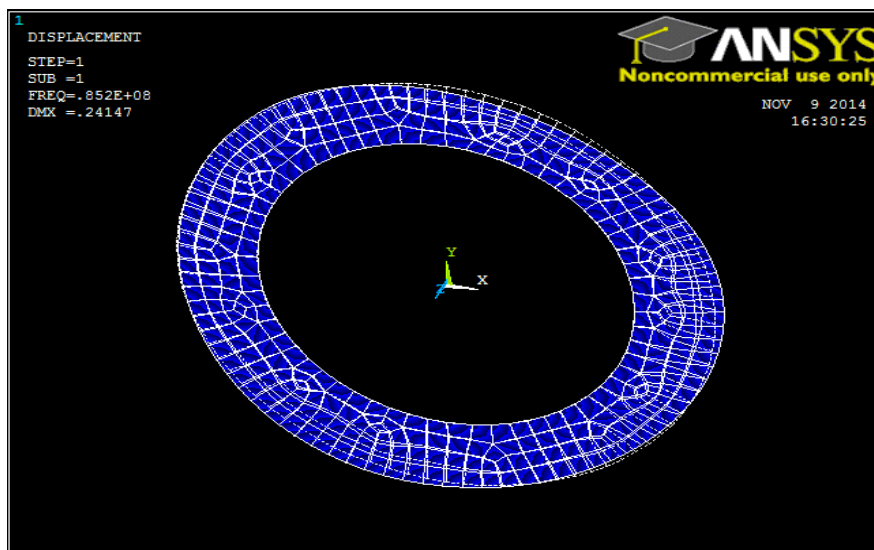 1
DISPLACEMENT
STEP=1
SUB =1
FREQ=.852E+08
DMX =.24147
ANSYS
Noncommercial use only
NOV 9 2014
16:30:25
Y
X
Z